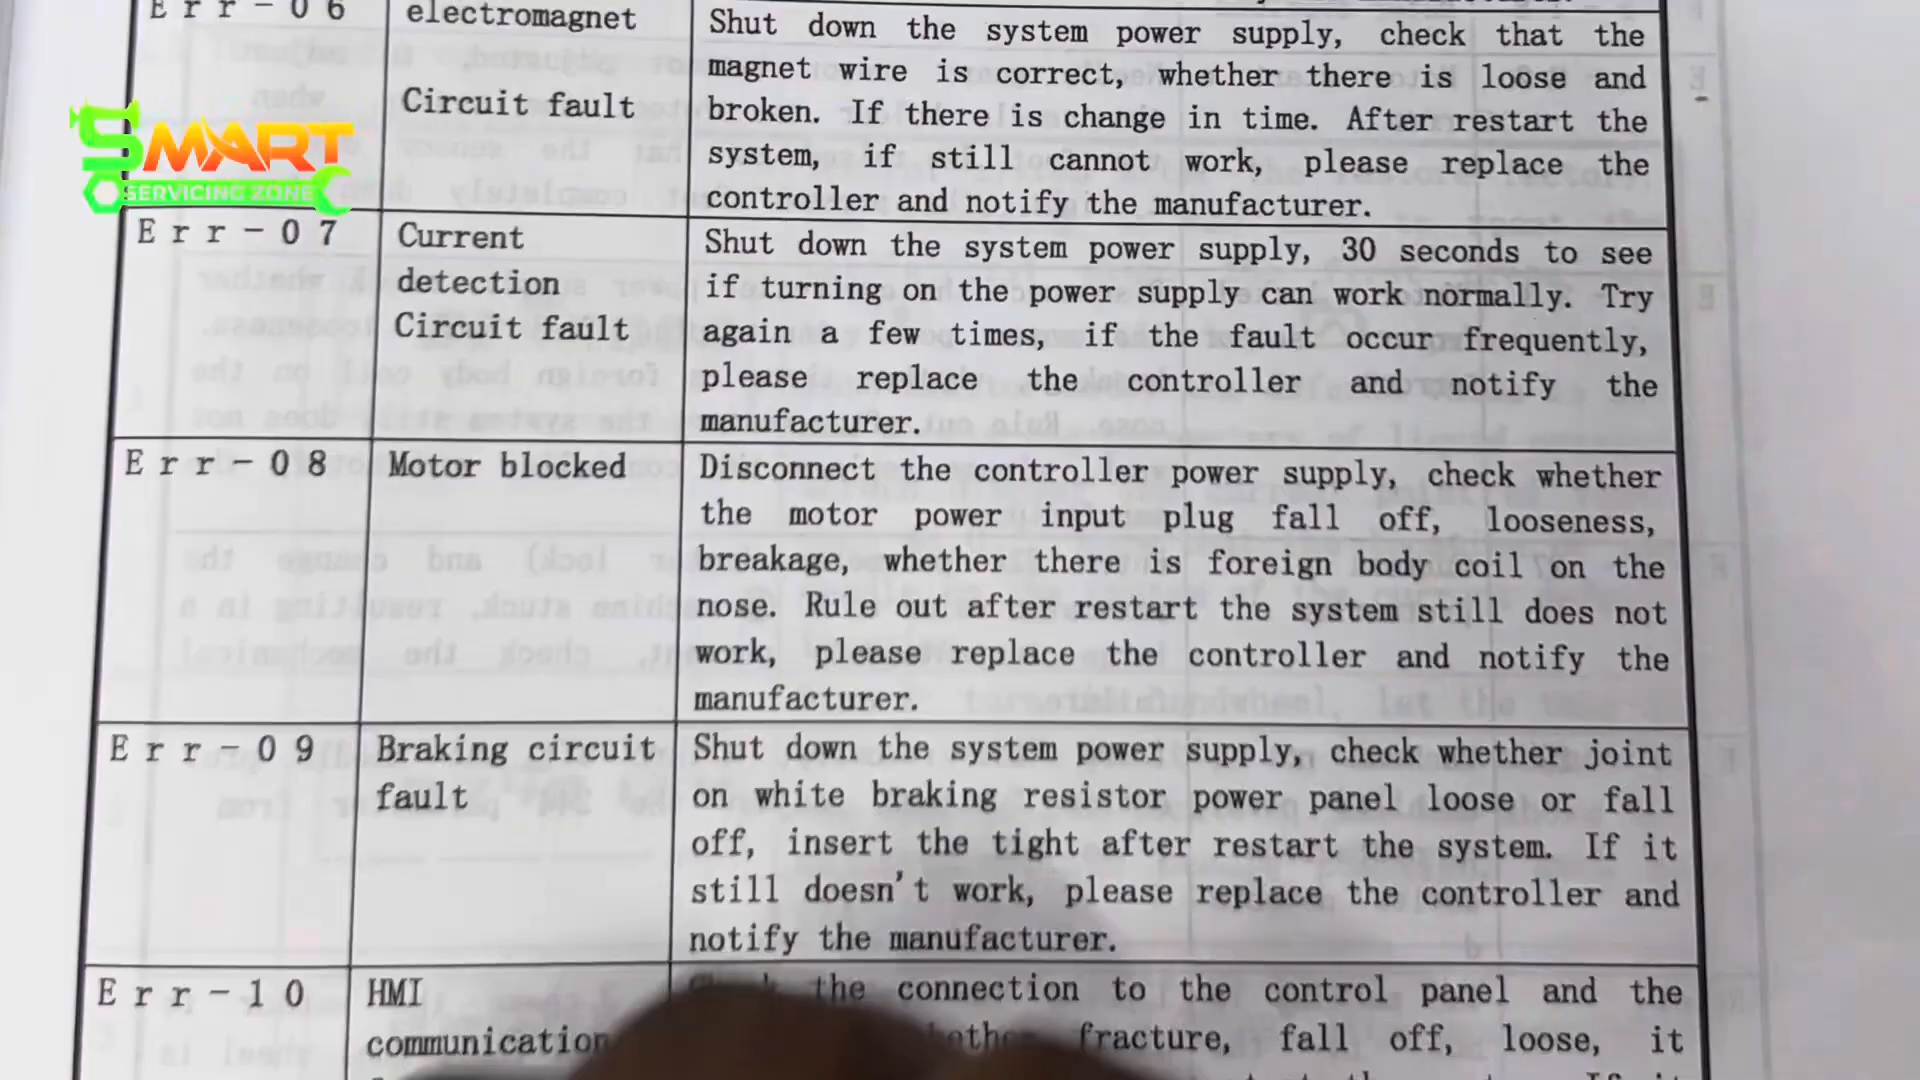 Err-06
electromagnet
Circuit fault
Shut down the system power supply, check that the
magnet wire is correct, whether there is loose and
broken. If there is change in time. After restart the
system, if still cannot work, please replace the
controller and notify the manufacturer.
SMART
SERVICING ZONE
Err-07
Current
detection
Circuit fault
Shut down the system power supply, 30 seconds to see
if turning on the power supply can work normally. Try
again a few times, if the fault occur frequently,
please replace the controller and notify the
manufacturer.
Err-08
Motor blocked
Disconnect the controller power supply, check whether
the motor power input plug fall off, looseness,
breakage, whether there is foreign body coil on the
nose. Rule out after restart the system still does not
work, please replace the controller and notify the
manufacturer.
Err-09
Braking circuit
fault
Shut down the system power supply, check whether joint
on white braking resistor power panel loose or fall
off, insert the tight after restart the system. If it
still doesn't work, please replace the controller and
notify the manufacturer.
Err-10
HMI
communication
the connection to the control panel and the
fracture, fall off, loose, it